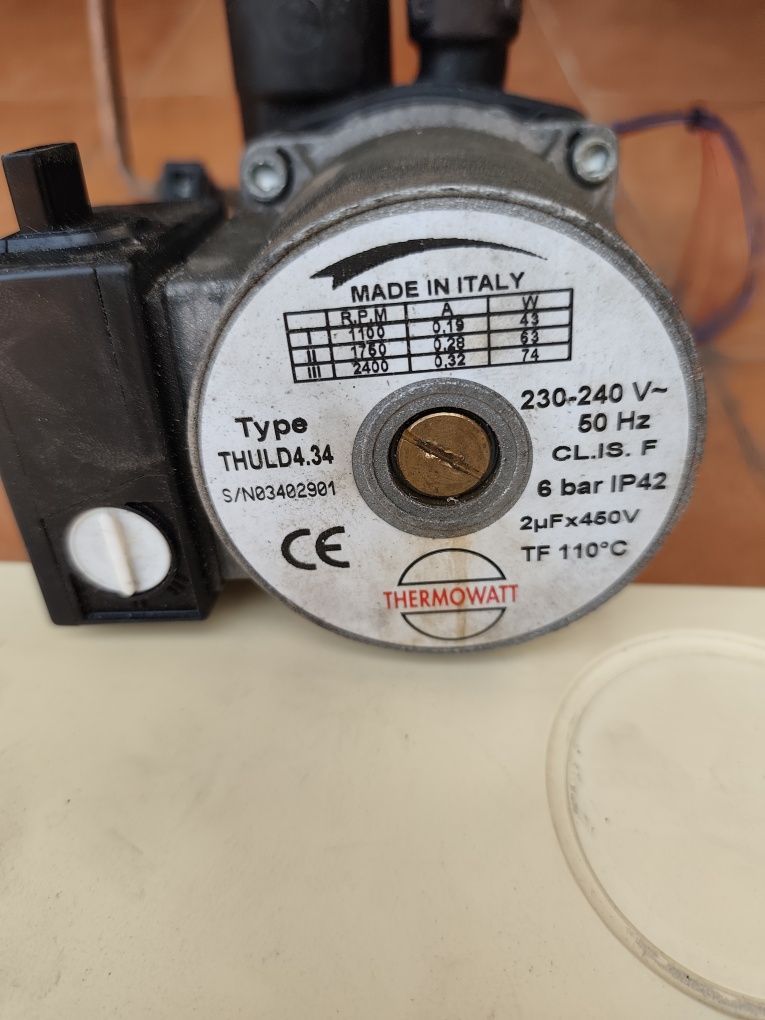 MADE IN ITALY
R.P.M A. W
I 1100 0,19 43
II 1750 0,28 63
III 2400 0,32 74
Type
THULD4.34
S/N03402901
230-240 V~
50 Hz
CL.IS. F
6 bar IP42
2µFx450V
TF 110°C
CE
THERMOWATT